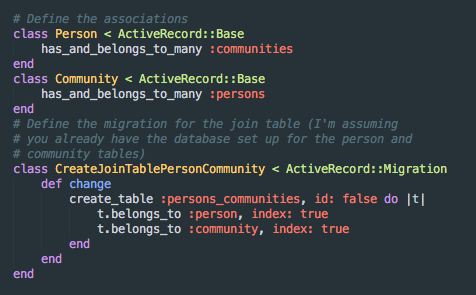 # Define the associations
class Person < ActiveRecord::Base
    has_and_belongs_to_many :communities
end
class Community < ActiveRecord::Base
    has_and_belongs_to_many :persons
end
# Define the migration for the join table (I'm assuming
# you already have the database set up for the person and
# community tables)
class CreateJoinTablePersonCommunity < ActiveRecord::Migration
    def change
        create_table :persons_communities, id: false do |t|
            t.belongs_to :person, index: true
            t.belongs_to :community, index: true
        end
    end
end